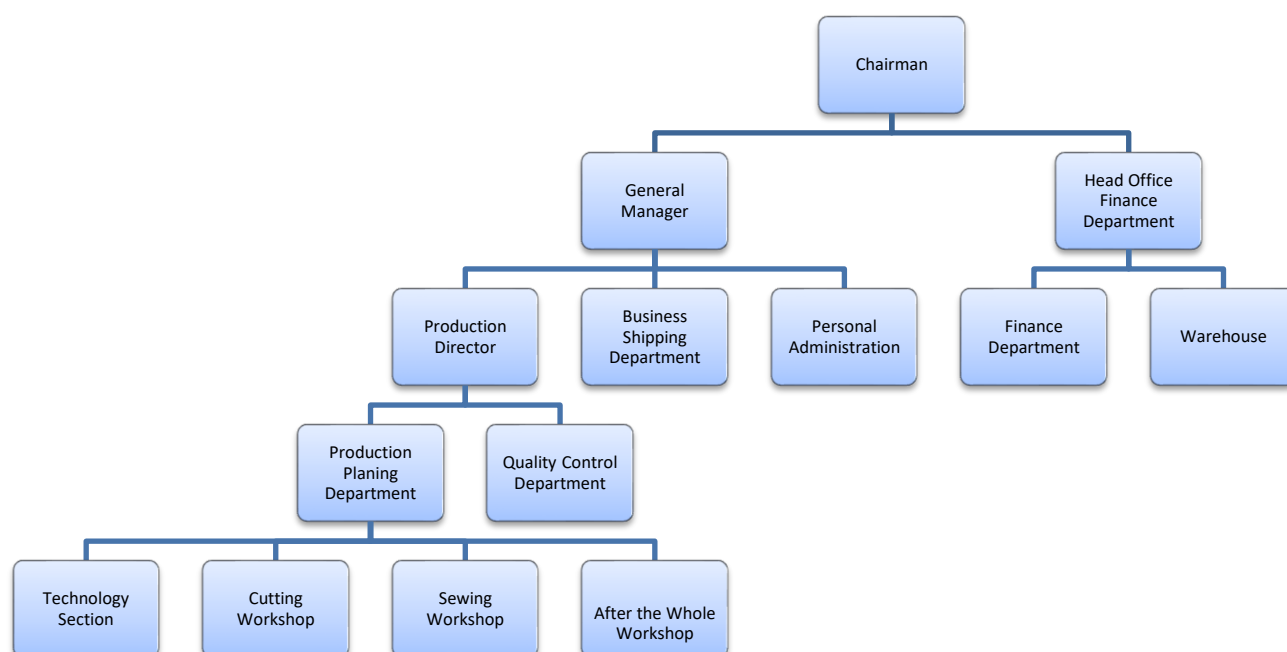 Chairman
General
Manager
Head Office
Finance
Department
Production
Director
Business
Shipping
Department
Personal
Administration
Finance
Department
Warehouse
Production
Planing
Department
Quality Control
Department
Technology
Section
Cutting
Workshop
Sewing
Workshop
After the Whole
Workshop